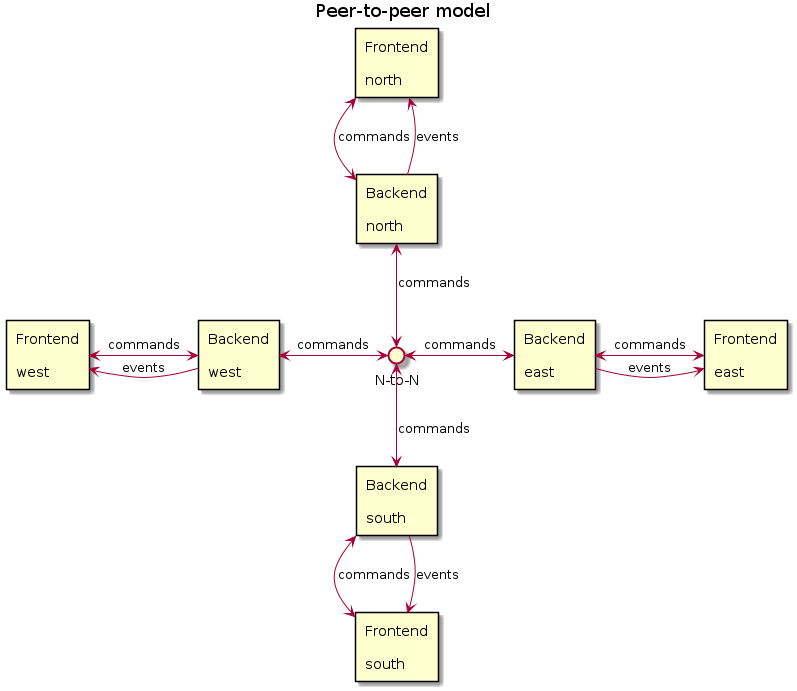 Peer-to-peer model
Frontend
north
commands
events
Backend
north
commands
Frontend
west
commands
events
Backend
west
commands
N-to-N
commands
Backend
east
commands
events
Frontend
east
commands
Backend
south
commands
events
Frontend
south